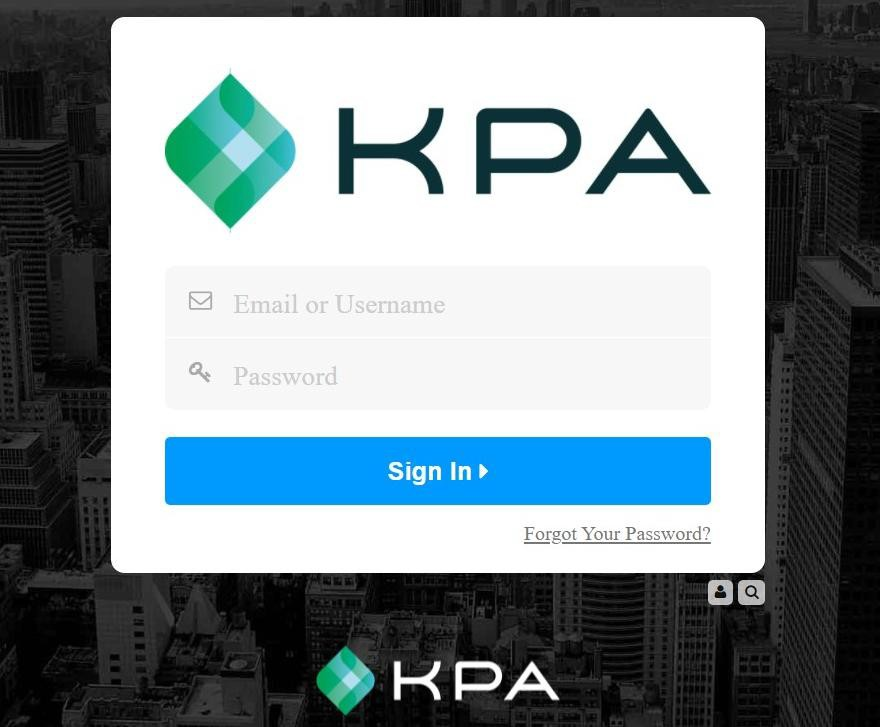 KPA
Email or Username
Password
Sign In
Forgot Your Password?
KPA